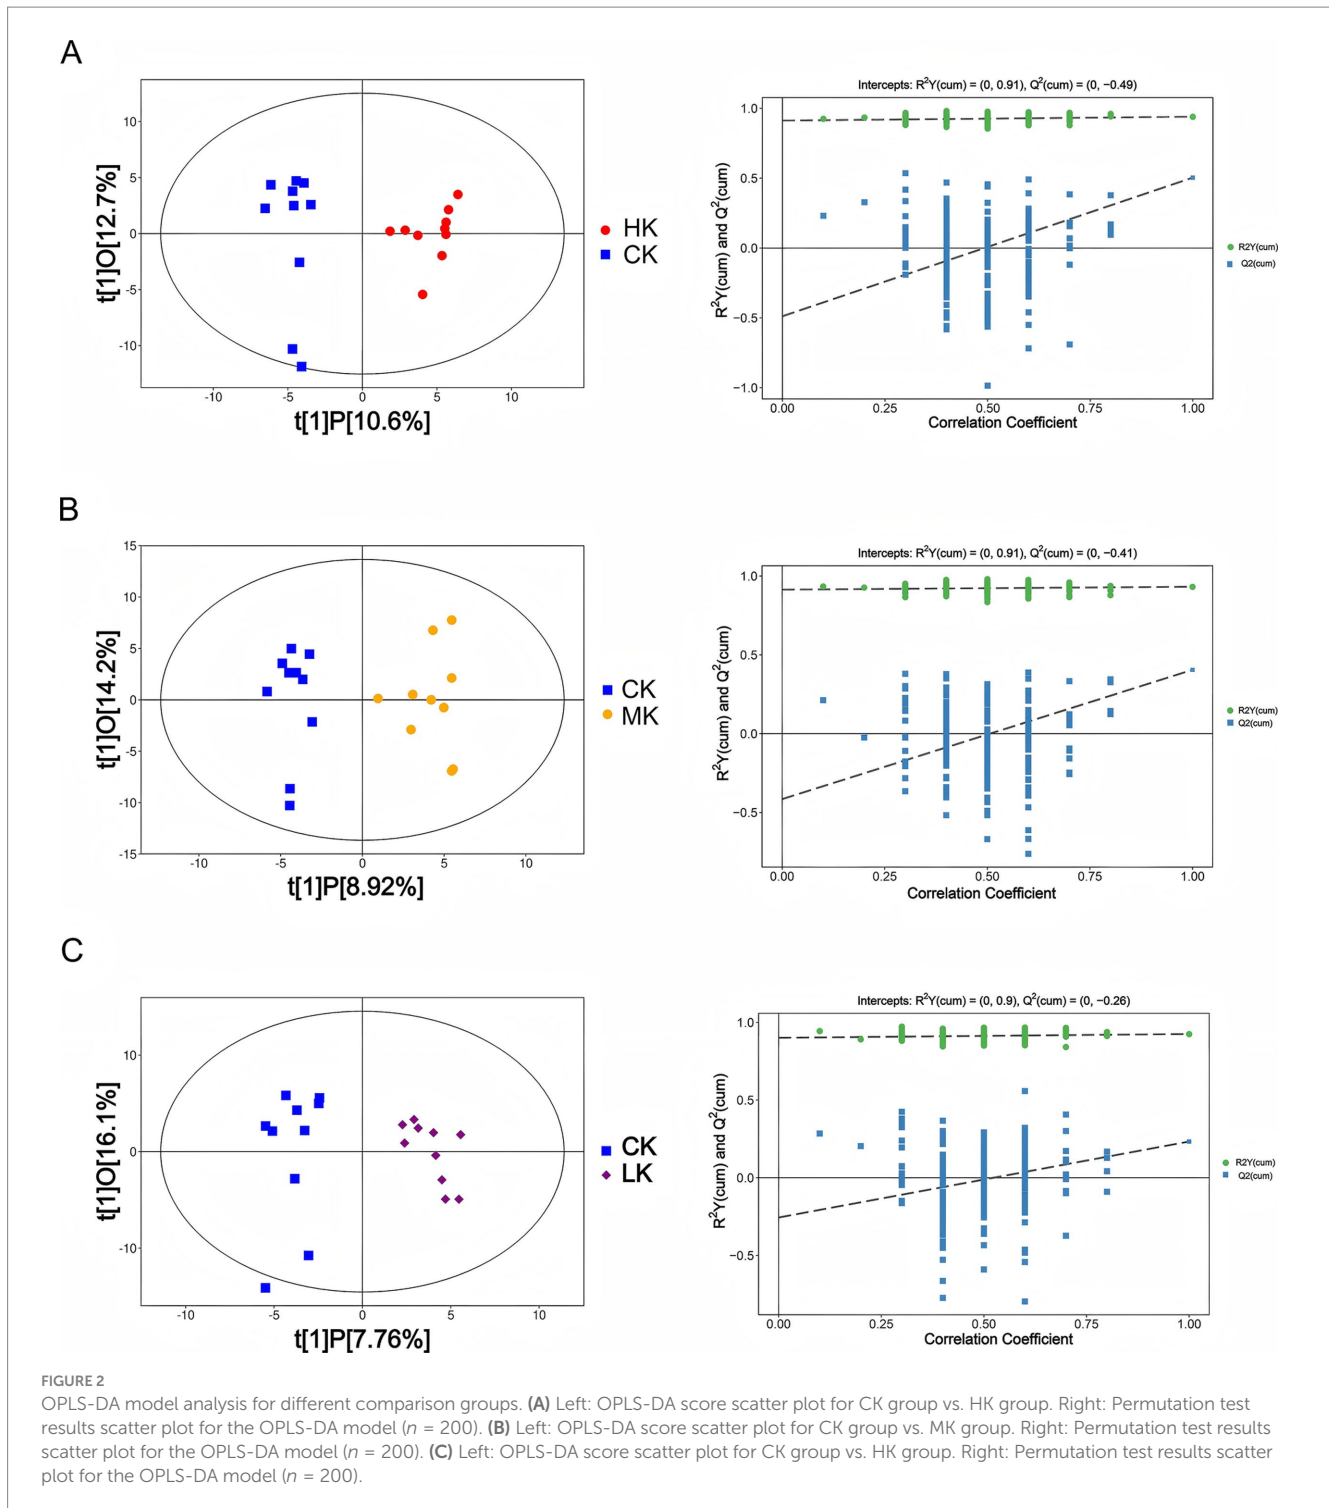 A
t[1]O[12.7%]
10
5
0
-5
-10
-10
-5
0
5
10
t[1]P[10.6%]
HK
CK
Intercepts: R²Y(cum) = (0, 0.91), Q²(cum) = (0, −0.49)
R²Y(cum) and Q²(cum)
1.0
0.5
0.0
−0.5
−1.0
0.00
0.25
0.50
0.75
1.00
Correlation Coefficient
R2Y(cum)
Q2(cum)
B
t[1]O[14.2%]
15
10
5
0
-5
-10
-15
-10
-5
0
5
10
t[1]P[8.92%]
CK
MK
Intercepts: R²Y(cum) = (0, 0.91), Q²(cum) = (0, −0.41)
R²Y(cum) and Q²(cum)
1.0
0.5
0.0
−0.5
0.00
0.25
0.50
0.75
1.00
Correlation Coefficient
R2Y(cum)
Q2(cum)
C
t[1]O[16.1%]
10
0
-10
-10
-5
0
5
10
t[1]P[7.76%]
CK
LK
Intercepts: R²Y(cum) = (0, 0.9), Q²(cum) = (0, −0.26)
R²Y(cum) and Q²(cum)
1.0
0.5
0.0
−0.5
0.00
0.25
0.50
0.75
1.00
Correlation Coefficient
R2Y(cum)
Q2(cum)
FIGURE 2
OPLS-DA model analysis for different comparison groups. (A) Left: OPLS-DA score scatter plot for CK group vs. HK group. Right: Permutation test
results scatter plot for the OPLS-DA model (n = 200). (B) Left: OPLS-DA score scatter plot for CK group vs. MK group. Right: Permutation test results
scatter plot for the OPLS-DA model (n = 200). (C) Left: OPLS-DA score scatter plot for CK group vs. HK group. Right: Permutation test results scatter
plot for the OPLS-DA model (n = 200).